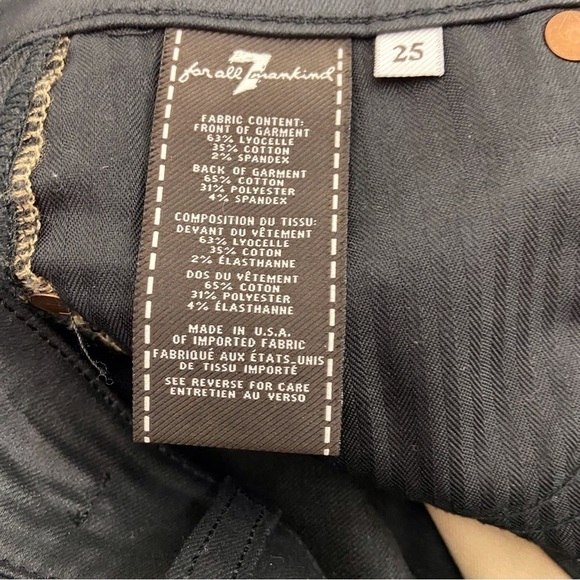 7
for all mankind
25
FABRIC CONTENT:
FRONT OF GARMENT
63% LYOCELLE
35% COTTON
2% SPANDEX
BACK OF GARMENT
65% COTTON
31% POLYESTER
4% SPANDEX
COMPOSITION DU TISSU:
DEVANT DU VÊTEMENT
63% LYOCELLE
35% COTON
2% ÉLASTHANNE
DOS DU VÊTEMENT
65% COTON
31% POLYESTER
4% ÉLASTHANNE
MADE IN U.S.A.
OF IMPORTED FABRIC
FABRIQUÉ AUX ÉTATS-UNIS
DE TISSU IMPORTÉ
SEE REVERSE FOR CARE
ENTRETIEN AU VERSO